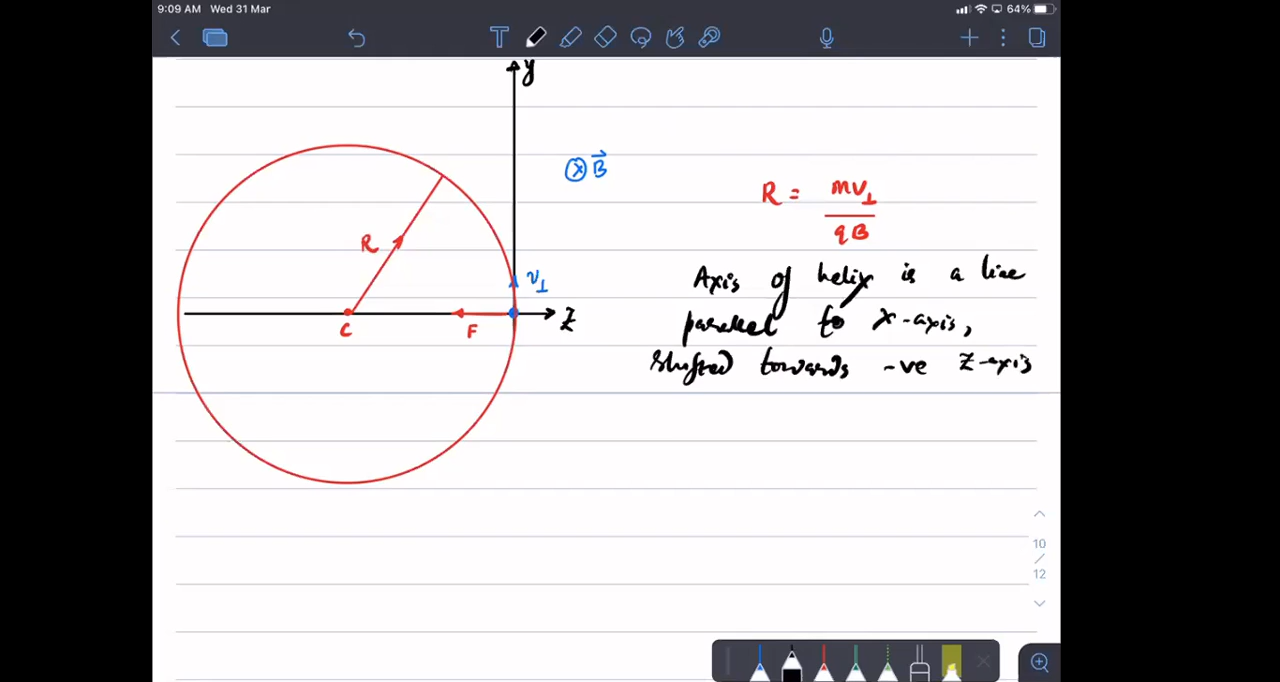 9:09 AM Wed 31 Mar
64%
T
y
x B
R = mv⊥
qB
R
v⊥
Axis of helix is a line
parallel to x-axis,
shifted towards -ve z-axis
C
F
z
10
/
12